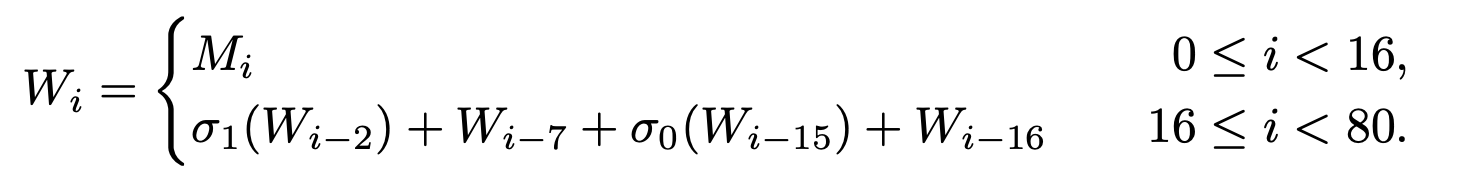 W_i = { M_i    0 ≤ i < 16,
σ_1(W_{i−2}) + W_{i−7} + σ_0(W_{i−15}) + W_{i−16}    16 ≤ i < 80.